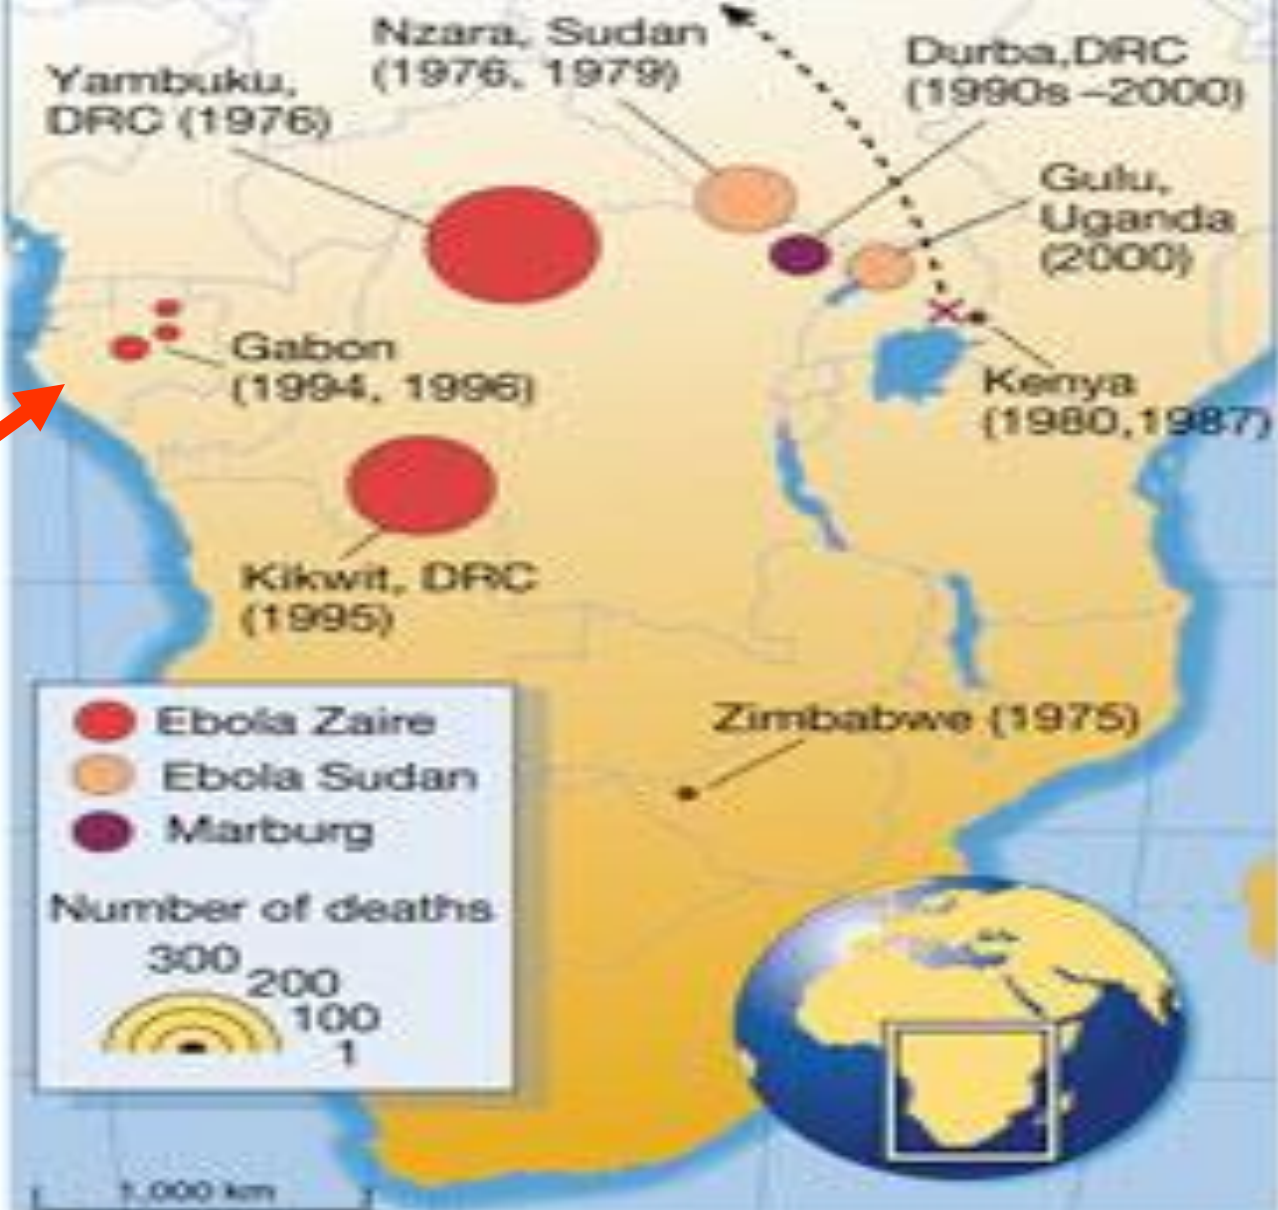 Nzara, Sudan
(1976, 1979)
Durba,DRC
(1990s –2000)
Yambuku,
DRC (1976)
Gulu,
Uganda
(2000)
Gabon
(1994, 1996)
Kenya
(1980,1987)
Kikwit, DRC
(1995)
Zimbabwe (1975)
Ebola Zaire
Ebola Sudan
Marburg
Number of deaths
300
200
100
1
1,000 km